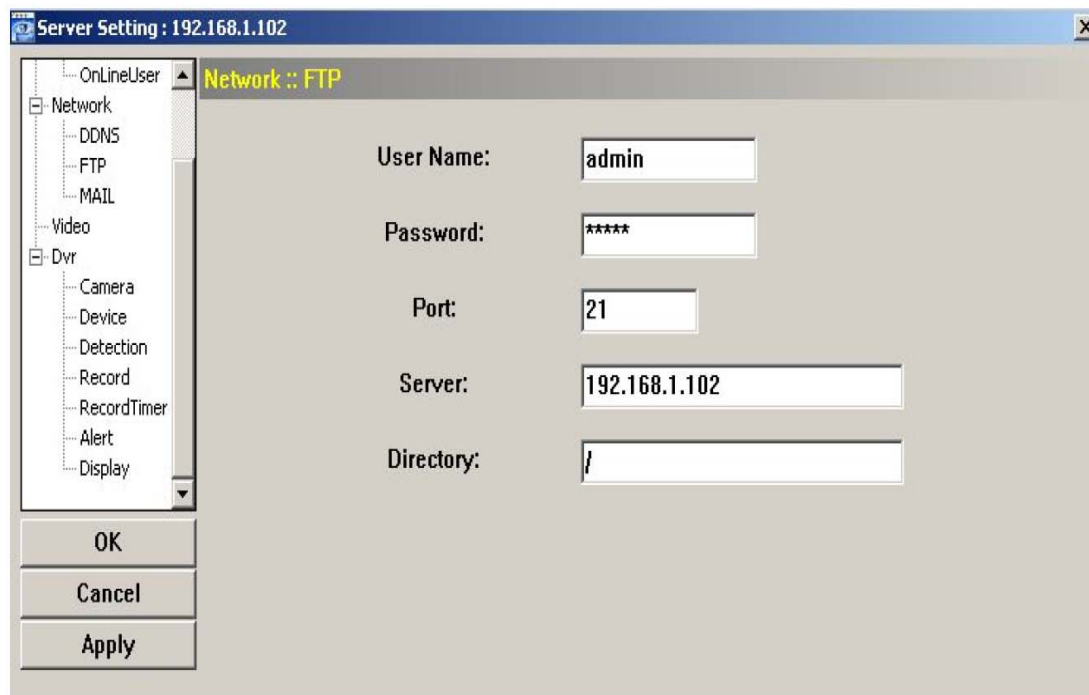 Server Setting : 192.168.1.102
OnLineUser
Network
DDNS
FTP
MAIL
Video
Dvr
Camera
Device
Detection
Record
RecordTimer
Alert
Display
OK
Cancel
Apply
Network :: FTP
User Name: admin
Password: *****
Port: 21
Server: 192.168.1.102
Directory: /